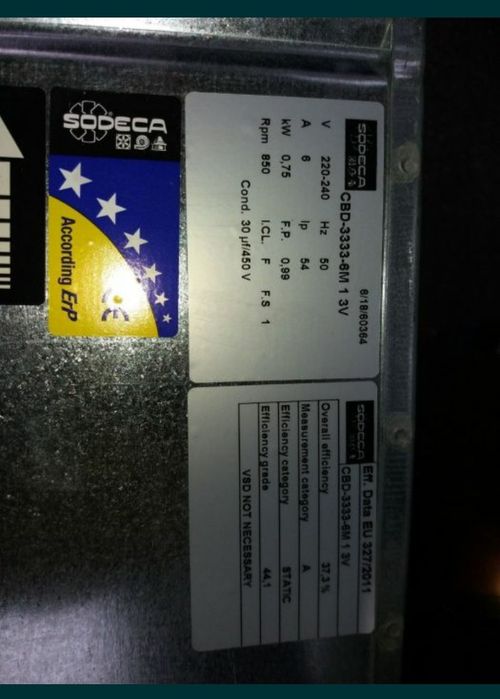 SODECA
According ErP
CE
SODECA
6/18/60364
CBD-3333-6M 1 3V
V 220-240 Hz 50
A 6 Ip 54
kW 0,75 F.P. 0,99
Rpm 850 I.CL. F F.S 1
Cond. 30 µf/450 V
SODECA
Eff. Data EU 327/2011
CBD-3333-6M 1 3V
Overall efficiency 37,3 %
Measurement category A
Efficiency category STATIC
Efficiency grade 44,1
VSD NOT NECESSARY